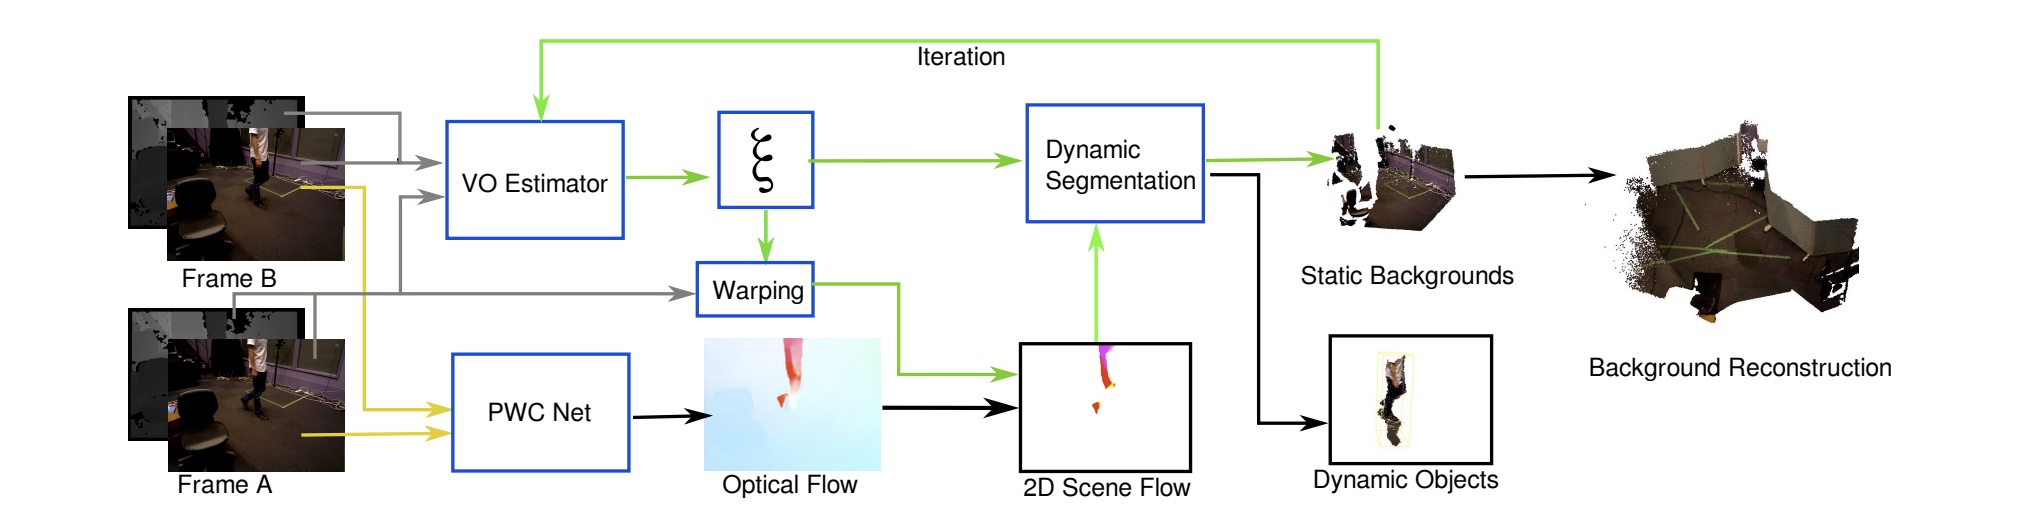 Iteration
VO Estimator
ξ
Dynamic
Segmentation
Frame B
Warping
Static Backgrounds
PWC Net
Background Reconstruction
Frame A
Optical Flow
2D Scene Flow
Dynamic Objects